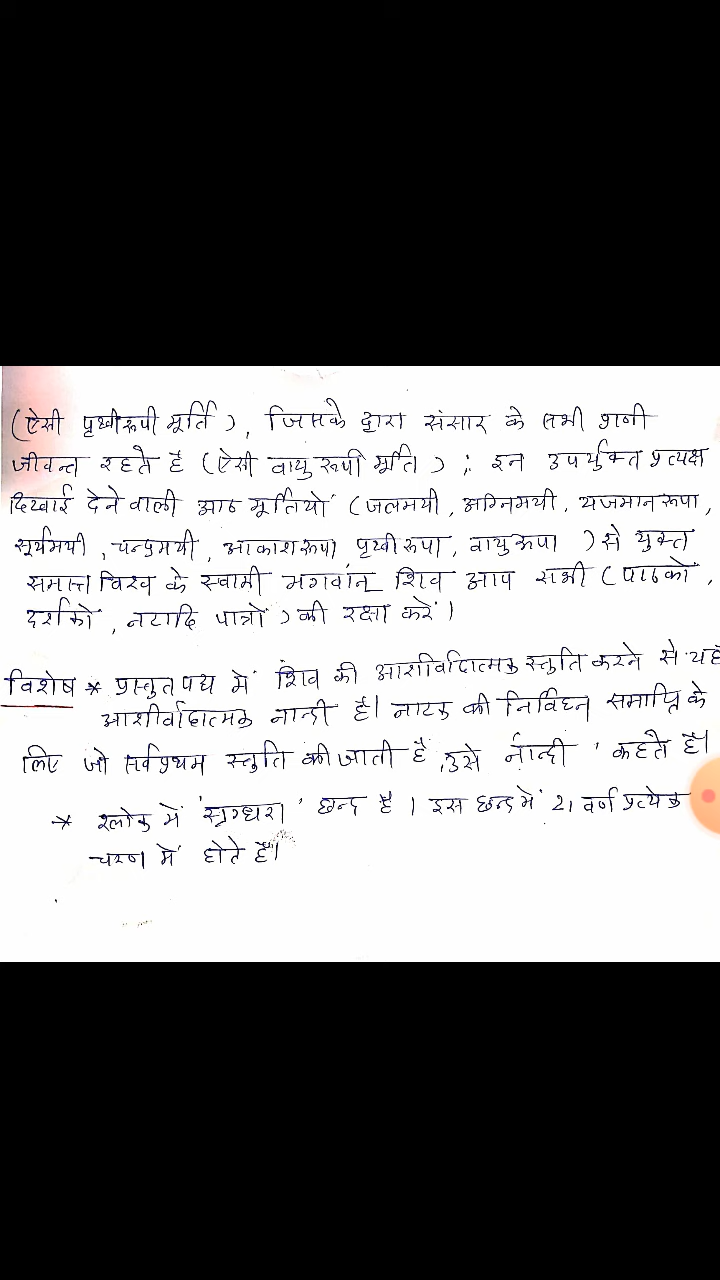 (ऐसी पृथ्वीरूपी मूर्ति), जिसके द्वारा संसार के सभी प्राणी
जीवन्त रहते हैं (ऐसी वायु रूपी मूर्ति); इन उपर्युक्त प्रत्यक्ष
दिखाई देने वाली आठ मूर्तियों (जलमयी, अग्निमयी, यजमानरूपा,
सूर्यमयी, चन्द्रमयी, आकाशरूपा पृथ्वीरूपा, वायुरूपा) से युक्त
समस्त विश्व के स्वामी भगवान् शिव आप सभी (पाठकों,
दर्शकों, नटादि पात्रों) की रक्षा करें।
विशेष * प्रस्तुत पद्य में शिव की आशीर्वादात्मक स्तुति करने से यह
आशीर्वादात्मक नान्दी है। नाटक की निर्विघ्न समाप्ति के
लिए जो सर्वप्रथम स्तुति की जाती है, उसे 'नान्दी' कहते हैं।
* श्लोक में 'स्रग्धरा' छन्द है। इस छन्द में 21 वर्ण प्रत्येक
चरण में होते हैं।